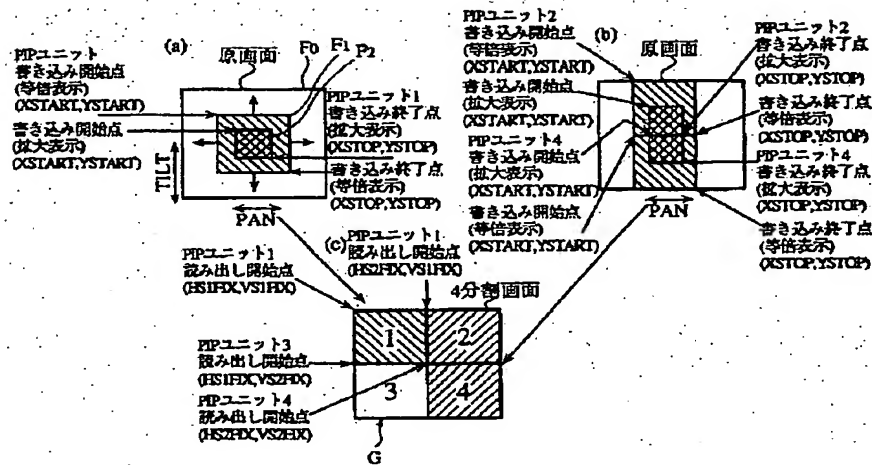 (a)
原画面
F0
F1
P2
PIPユニット
書き込み開始点
(等倍表示)
(XSTART,YSTART)
書き込み開始点
(拡大表示)
(XSTART,YSTART)
TILT
PAN
PIPユニット1
書き込み終了点
(拡大表示)
(XSTOP,YSTOP)
書き込み終了点
(等倍表示)
(XSTOP,YSTOP)
(b)
原画面
PIPユニット2
書き込み開始点
(等倍表示)
(XSTART,YSTART)
書き込み開始点
(拡大表示)
(XSTART,YSTART)
PIPユニット4
書き込み開始点
(拡大表示)
(XSTART,YSTART)
書き込み開始点
(等倍表示)
(XSTART,YSTART)
PAN
PIPユニット2
書き込み終了点
(拡大表示)
(XSTOP,YSTOP)
書き込み終了点
(等倍表示)
(XSTOP,YSTOP)
PIPユニット4
書き込み終了点
(拡大表示)
(XSTOP,YSTOP)
書き込み終了点
(等倍表示)
(XSTOP,YSTOP)
(c)
PIPユニット1
読み出し開始点
(HS1FIX,VS1FIX)
PIPユニット1
読み出し開始点
(HS2FIX,VS1FIX)
4分割画面
1
2
3
4
PIPユニット3
読み出し開始点
(HS1FIX,VS2FIX)
PIPユニット4
読み出し開始点
(HS2FIX,VS2FIX)
G